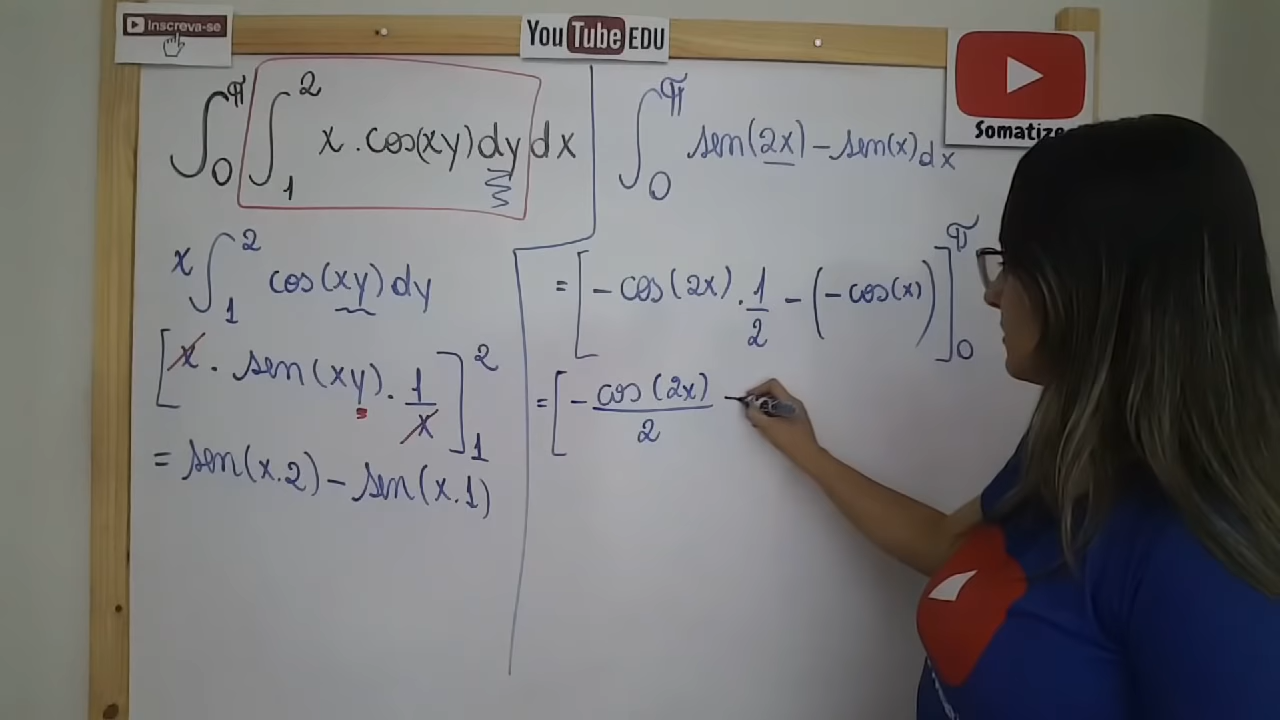 Inscreva-se
YouTube EDU
Somatize
∫₀^π ∫₁² x · cos(xy) dy dx
x ∫₁² cos(xy) dy
[x · sen(xy) · 1/x]₁²
= sen(x.2) - sen(x.1)
∫₀^π sen(2x) - sen(x) dx
= [-cos(2x) · 1/2 - (-cos(x))]₀^π
= [-cos(2x)/2 -